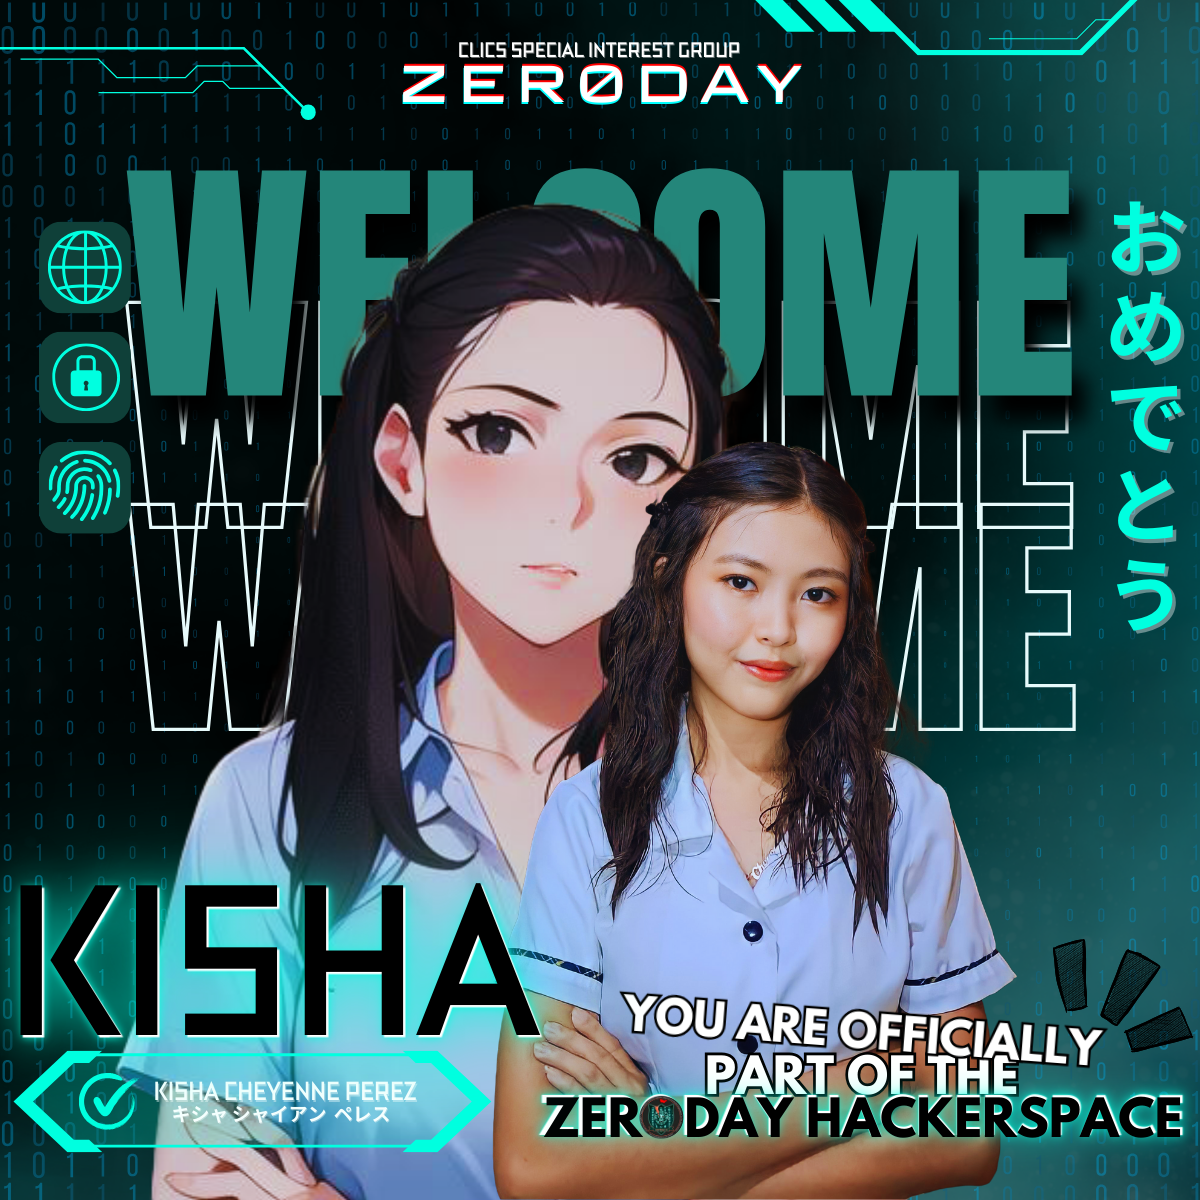 CLICS SPECIAL INTEREST GROUP
ZERØDAY
WELCOME
WELCOME
WELCOME
おめでとう
KISHA
KISHA CHEYENNE PEREZ
キシャ シャイアン ペレス
YOU ARE OFFICIALLY
PART OF THE
ZERODAY HACKERSPACE